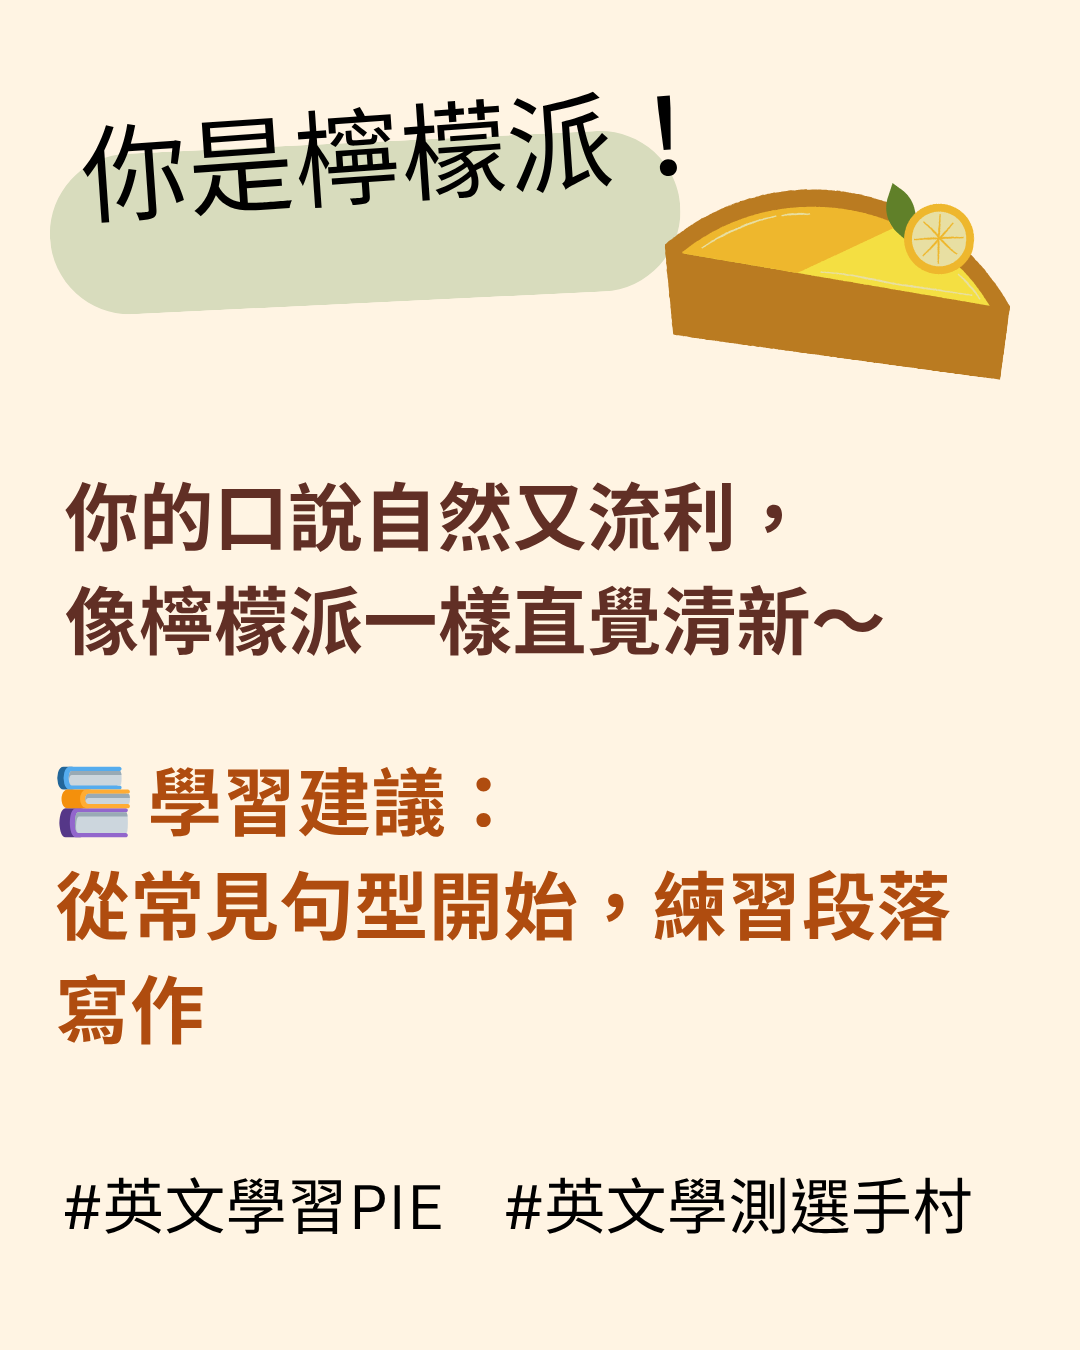 你是檸檬派！
你的口說自然又流利，
像檸檬派一樣直覺清新～
📚 學習建議：
從常見句型開始，練習段落
寫作
#英文學習PIE #英文學測選手村